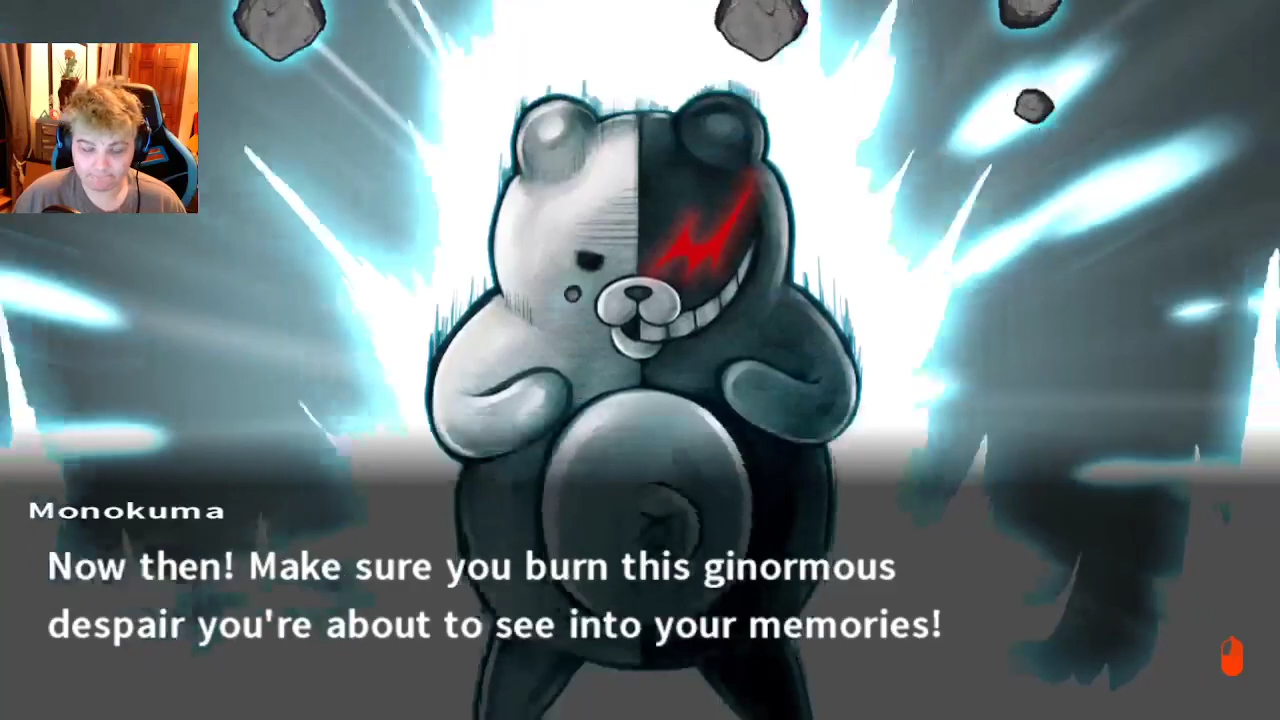 Monokuma
Now then! Make sure you burn this ginormous
despair you're about to see into your memories!